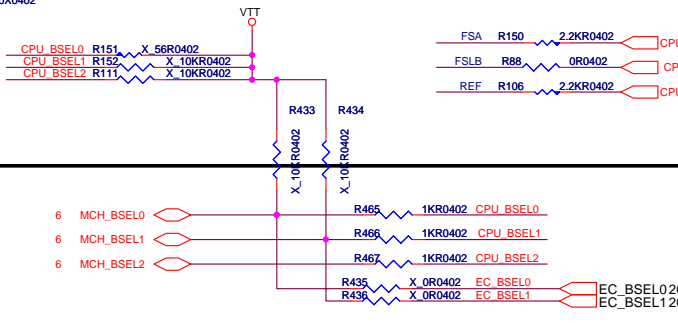 VTT
CPU_BSEL0 R151 X_56R0402
CPU_BSEL1 R152 X_10KR0402
CPU_BSEL2 R111 X_10KR0402
FSA R150 2.2KR0402
FSLB R88 0R0402
REF R106 2.2KR0402
R433 R434
X_10KR0402 X_10KR0402
6 MCH_BSEL0 R465 1KR0402 CPU_BSEL0
6 MCH_BSEL1 R466 1KR0402 CPU_BSEL1
6 MCH_BSEL2 R467 1KR0402 CPU_BSEL2
R435 X_0R0402 EC_BSEL0 EC_BSEL0 20
R436 X_0R0402 EC_BSEL1 EC_BSEL1 20